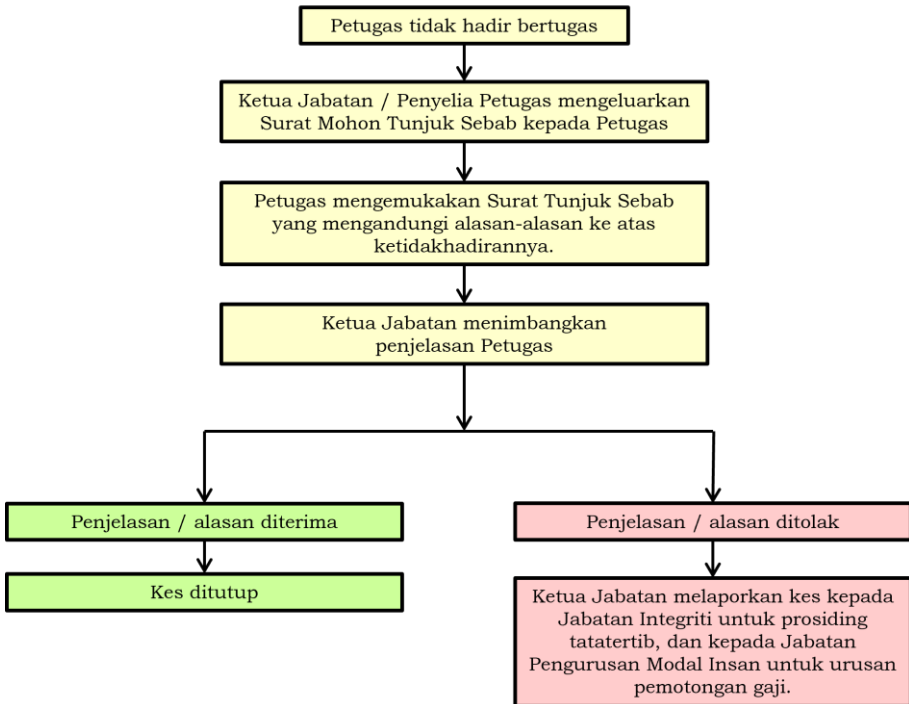 Petugas tidak hadir bertugas
Ketua Jabatan / Penyelia Petugas mengeluarkan
Surat Mohon Tunjuk Sebab kepada Petugas
Petugas mengemukakan Surat Tunjuk Sebab
yang mengandungi alasan-alasan ke atas
ketidakhadirannya.
Ketua Jabatan menimbangkan
penjelasan Petugas
Penjelasan / alasan diterima
Kes ditutup
Penjelasan / alasan ditolak
Ketua Jabatan melaporkan kes kepada
Jabatan Integriti untuk prosiding
tatatertib, dan kepada Jabatan
Pengurusan Modal Insan untuk urusan
pemotongan gaji.